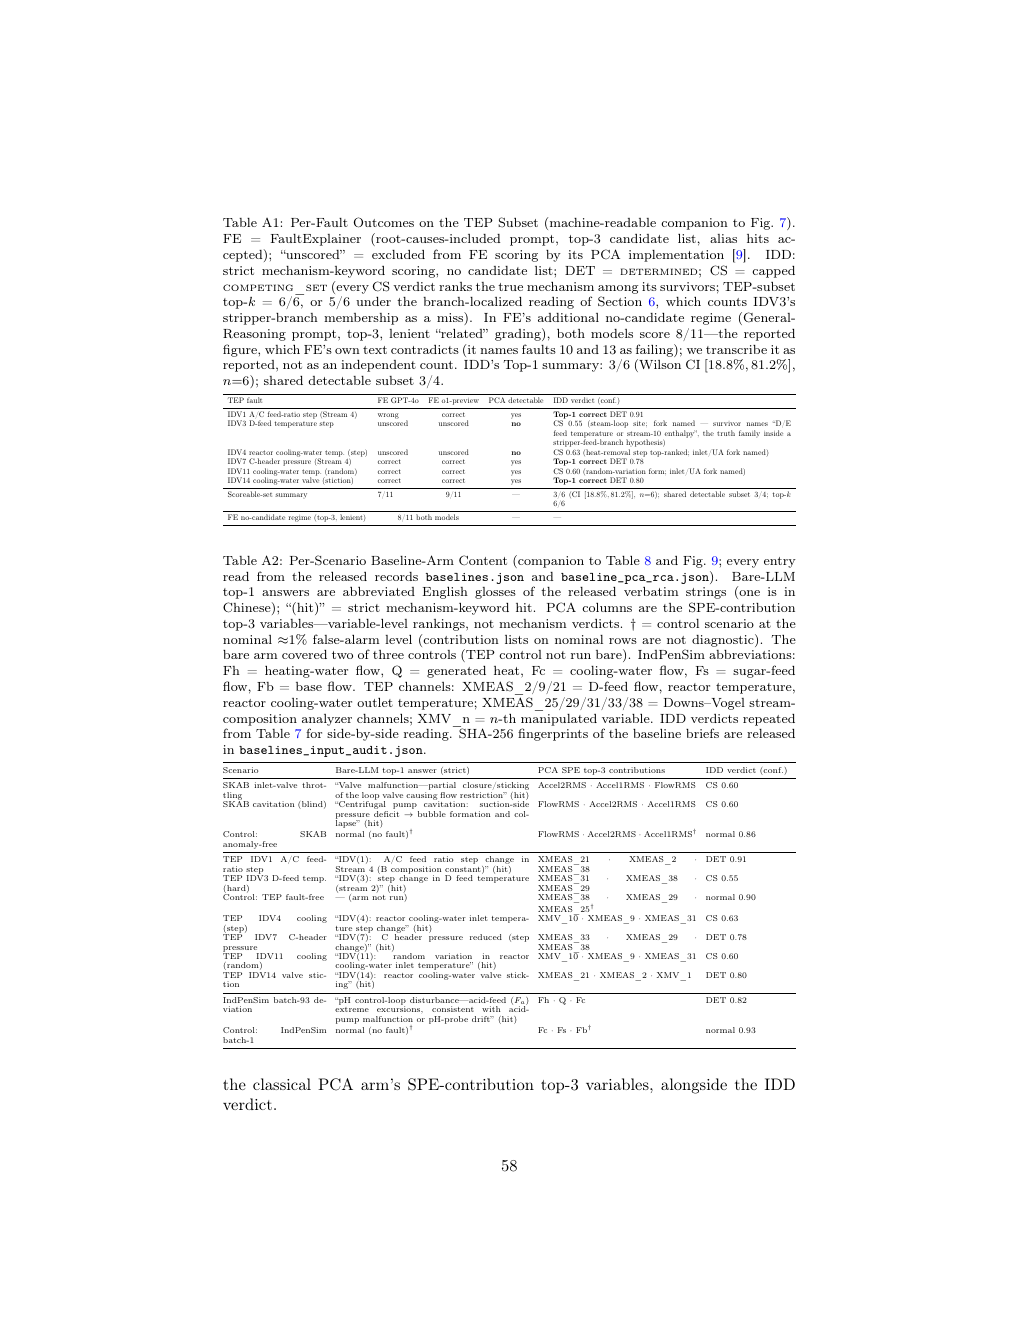 Table A1: Per-Fault Outcomes on the TEP Subset (machine-readable companion to Fig. 7).
FE = FaultExplainer (root-causes-included prompt, top-3 candidate list, alias hits ac-
cepted); “unscored” = excluded from FE scoring by its PCA implementation [9]. IDD:
strict mechanism-keyword scoring, no candidate list; DET = DETERMINED; CS = capped
COMPETING_SET (every CS verdict ranks the true mechanism among its survivors; TEP-subset
top-k = 6/6, or 5/6 under the branch-localized reading of Section 6, which counts IDV3’s
stripper-branch membership as a miss). In FE’s additional no-candidate regime (General-
Reasoning prompt, top-3, lenient “related” grading), both models score 8/11—the reported
figure, which FE’s own text contradicts (it names faults 10 and 13 as failing); we transcribe it as
reported, not as an independent count. IDD’s Top-1 summary: 3/6 (Wilson CI [18.8%, 81.2%],
n=6); shared detectable subset 3/4.
TEP fault FE GPT-4o FE o1-preview PCA detectable IDD verdict (conf.)
IDV1 A/C feed-ratio step (Stream 4) wrong correct yes Top-1 correct DET 0.91
IDV3 D-feed temperature step unscored unscored no CS 0.55 (steam-loop site; fork named — survivor names “D/E
feed temperature or stream-10 enthalpy”, the truth family inside a
stripper-feed-branch hypothesis)
IDV4 reactor cooling-water temp. (step) unscored unscored no CS 0.63 (heat-removal step top-ranked; inlet/UA fork named)
IDV7 C-header pressure (Stream 4) correct correct yes Top-1 correct DET 0.78
IDV11 cooling-water temp. (random) correct correct yes CS 0.60 (random-variation form; inlet/UA fork named)
IDV14 cooling-water valve (stiction) correct correct yes Top-1 correct DET 0.80
Scoreable-set summary 7/11 9/11 — 3/6 (CI [18.8%, 81.2%], n=6); shared detectable subset 3/4; top-k
6/6
FE no-candidate regime (top-3, lenient) 8/11 both models — —
Table A2: Per-Scenario Baseline-Arm Content (companion to Table 8 and Fig. 9; every entry
read from the released records baselines.json and baseline_pca_rca.json). Bare-LLM
top-1 answers are abbreviated English glosses of the released verbatim strings (one is in
Chinese); “(hit)” = strict mechanism-keyword hit. PCA columns are the SPE-contribution
top-3 variables—variable-level rankings, not mechanism verdicts. † = control scenario at the
nominal ≈1% false-alarm level (contribution lists on nominal rows are not diagnostic). The
bare arm covered two of three controls (TEP control not run bare). IndPenSim abbreviations:
Fh = heating-water flow, Q = generated heat, Fc = cooling-water flow, Fs = sugar-feed
flow, Fb = base flow. TEP channels: XMEAS_2/9/21 = D-feed flow, reactor temperature,
reactor cooling-water outlet temperature; XMEAS_25/29/31/33/38 = Downs–Vogel stream-
composition analyzer channels; XMV_n = n-th manipulated variable. IDD verdicts repeated
from Table 7 for side-by-side reading. SHA-256 fingerprints of the baseline briefs are released
in baselines_input_audit.json.
Scenario Bare-LLM top-1 answer (strict) PCA SPE top-3 contributions IDD verdict (conf.)
SKAB inlet-valve throt- “Valve malfunction—partial closure/sticking Accel2RMS · Accel1RMS · FlowRMS CS 0.60
tling of the loop valve causing flow restriction” (hit)
SKAB cavitation (blind) “Centrifugal pump cavitation: suction-side FlowRMS · Accel2RMS · Accel1RMS CS 0.60
pressure deficit → bubble formation and col-
lapse” (hit)
Control: SKAB normal (no fault)† FlowRMS · Accel2RMS · Accel1RMS† normal 0.86
anomaly-free
TEP IDV1 A/C feed- “IDV(1): A/C feed ratio step change in XMEAS_21 · XMEAS_2 · DET 0.91
ratio step Stream 4 (B composition constant)” (hit) XMEAS_38
TEP IDV3 D-feed temp. “IDV(3): step change in D feed temperature XMEAS_31 · XMEAS_38 · CS 0.55
(hard) (stream 2)” (hit) XMEAS_29
Control: TEP fault-free — (arm not run) XMEAS_38 · XMEAS_29 · normal 0.90
XMEAS_25†
TEP IDV4 cooling “IDV(4): reactor cooling-water inlet tempera- XMV_10 · XMEAS_9 · XMEAS_31 CS 0.63
(step) ture step change” (hit)
TEP IDV7 C-header “IDV(7): C header pressure reduced (step XMEAS_33 · XMEAS_29 · DET 0.78
pressure change)” (hit) XMEAS_38
TEP IDV11 cooling “IDV(11): random variation in reactor XMV_10 · XMEAS_9 · XMEAS_31 CS 0.60
(random) cooling-water inlet temperature” (hit)
TEP IDV14 valve stic- “IDV(14): reactor cooling-water valve stick- XMEAS_21 · XMEAS_2 · XMV_1 DET 0.80
tion ing” (hit)
IndPenSim batch-93 de- “pH control-loop disturbance—acid-feed (Fa) Fh · Q · Fc DET 0.82
viation extreme excursions, consistent with acid-
pump malfunction or pH-probe drift” (hit)
Control: IndPenSim normal (no fault)† Fc · Fs · Fb† normal 0.93
batch-1
the classical PCA arm’s SPE-contribution top-3 variables, alongside the IDD
verdict.
58